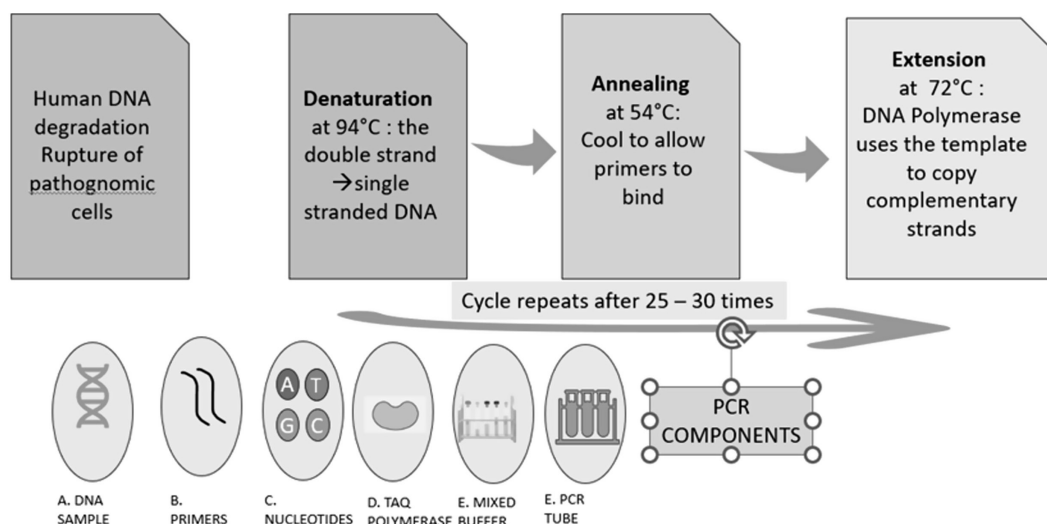 Human DNA
degradation
Rupture of
pathognomic
cells
Denaturation
at 94°C : the
double strand
→single
stranded DNA
Annealing
at 54°C:
Cool to allow
primers to
bind
Extension
at 72°C :
DNA Polymerase
uses the template
to copy
complementary
strands
Cycle repeats after 25 – 30 times
A T
G C
PCR
COMPONENTS
A. DNA
SAMPLE
B.
PRIMERS
C.
NUCLEOTIDES
D. TAQ
POLYMERASE
E. MIXED
BUFFER
E. PCR
TUBE